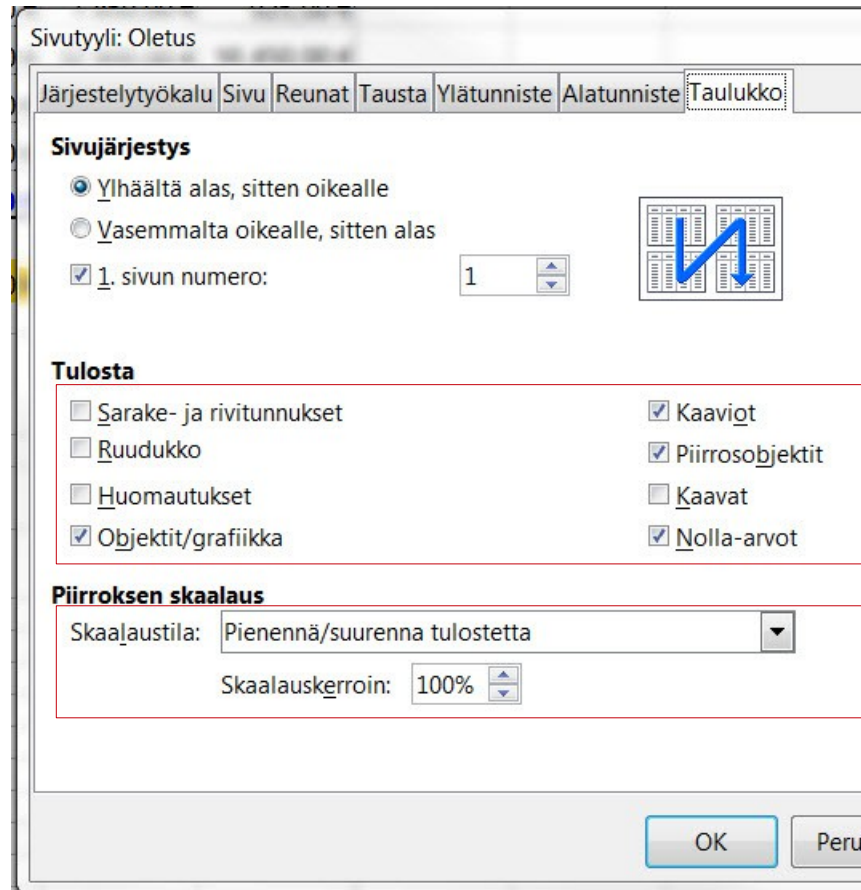 Sivutyyli: Oletus
Järjestelytyökalu Sivu Reunat Tausta Ylätunniste Alatunniste Taulukko
Sivujärjestys
Ylhäältä alas, sitten oikealle
Vasemmalta oikealle, sitten alas
1. sivun numero: 1
Tulosta
Sarake- ja rivitunnukset Kaaviot
Ruudukko Piirrosobjektit
Huomautukset Kaavat
Objektit/grafiikka Nolla-arvot
Piirroksen skaalaus
Skaalaustila: Pienennä/suurenna tulostetta
Skaalauskerroin: 100%
OK Peru